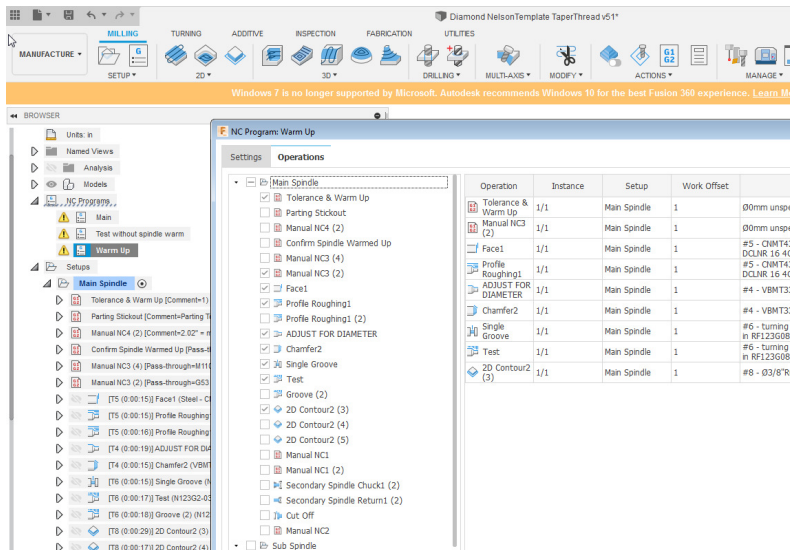 Diamond NelsonTemplate TaperThread v51*
MILLING TURNING ADDITIVE INSPECTION FABRICATION UTILITIES
MANUFACTURE
G
G1
G2
SETUP 2D 3D DRILLING MULTI-AXIS MODIFY ACTIONS MANAGE
Windows 7 is no longer supported by Microsoft. Autodesk recommends Windows 10 for the best Fusion 360 experience. Learn Mo
BROWSER
Units: in
Named Views
Analysis
Models
NC Programs
Main
Test without spindle warm
Warm Up
Setups
Main Spindle
Tolerance & Warm Up [Comment=1)
Parting Stickout [Comment=Parting T
Manual NC4 (2) [Comment=2.02" = m
Confirm Spindle Warmed Up [Pass-t
Manual NC3 (4) [Pass-through=M11
Manual NC3 (2) [Pass-through=G53
[T5 (0:00:15)] Face1 (Steel - C
[T5 (0:00:15)] Profile Roughing
[T5 (0:00:16)] Profile Roughing
[T4 (0:00:19)] ADJUST FOR DIA
[T4 (0:00:15)] Chamfer2 (VBM
[T6 (0:00:15)] Single Groove (N
[T6 (0:00:17)] Test (N123G2-03
[T6 (0:00:18)] Groove (2) (N12
[T8 (0:00:29)] 2D Contour2 (3)
[T8 (0:00:17)] 2D Contour2 (4)
NC Program: Warm Up
Settings Operations
Main Spindle
Tolerance & Warm Up
Parting Stickout
Manual NC4 (2)
Confirm Spindle Warmed Up
Manual NC3 (4)
Manual NC3 (2)
Face1
Profile Roughing1
Profile Roughing1 (2)
ADJUST FOR DIAMETER
Chamfer2
Single Groove
Test
Groove (2)
2D Contour2 (3)
2D Contour2 (4)
2D Contour2 (5)
Manual NC1
Manual NC1 (2)
Secondary Spindle Chuck1 (2)
Secondary Spindle Return1 (2)
Cut Off
Manual NC2
Sub Spindle
Operation Instance Setup Work Offset
Tolerance & Warm Up 1/1 Main Spindle 1 Ø0mm unspe
Manual NC3 (2) 1/1 Main Spindle 1 Ø0mm unspe
Face1 1/1 Main Spindle 1 #5 - CNMT43
DCLNR 16 4C
Profile Roughing1 1/1 Main Spindle 1 #5 - CNMT43
DCLNR 16 4C
ADJUST FOR DIAMETER 1/1 Main Spindle 1 #4 - VBMT33
Chamfer2 1/1 Main Spindle 1 #4 - VBMT33
Single Groove 1/1 Main Spindle 1 #6 - turning
in RF123G08
Test 1/1 Main Spindle 1 #6 - turning
in RF123G08
2D Contour2 (3) 1/1 Main Spindle 1 #8 - Ø3/8"R